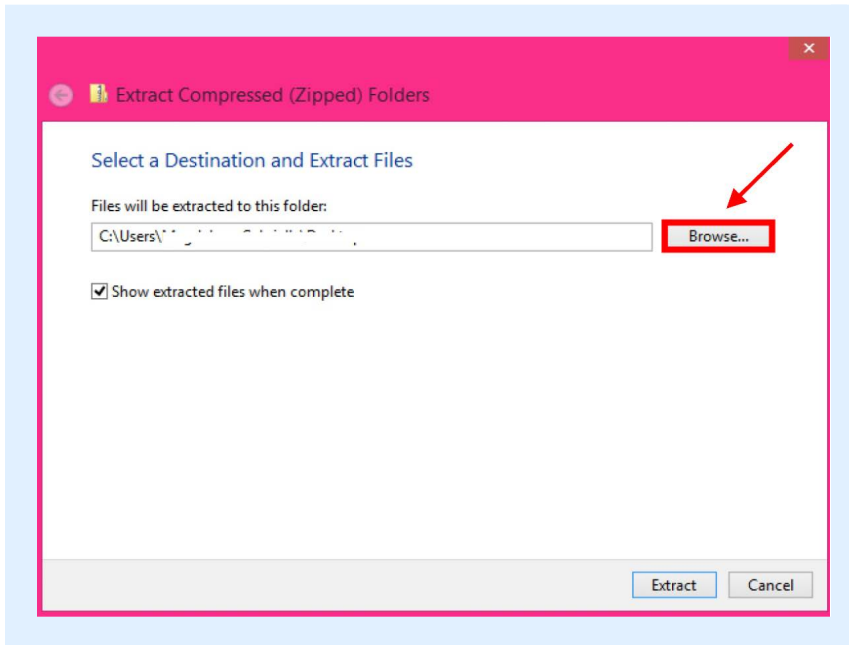 Extract Compressed (Zipped) Folders
Select a Destination and Extract Files
Files will be extracted to this folder:
C:\Users\
Browse...
Show extracted files when complete
Extract
Cancel